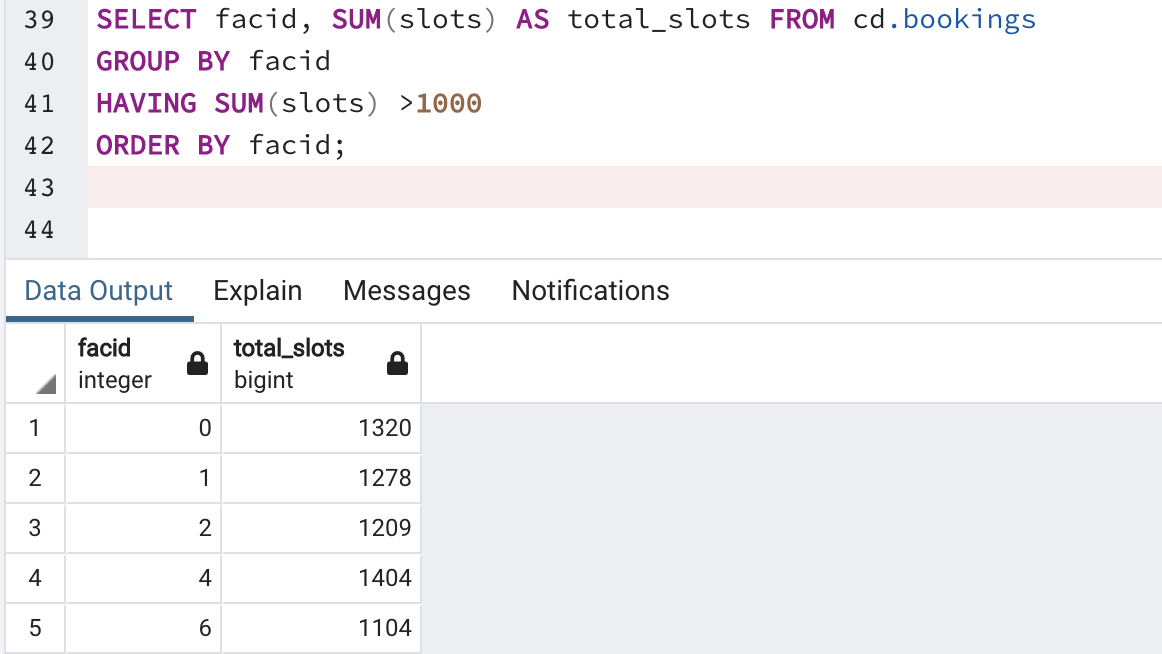 39 SELECT facid, SUM(slots) AS total_slots FROM cd.bookings
40 GROUP BY facid
41 HAVING SUM(slots) >1000
42 ORDER BY facid;
43
44
Data Output Explain Messages Notifications
facid total_slots
integer bigint
1 0 1320
2 1 1278
3 2 1209
4 4 1404
5 6 1104